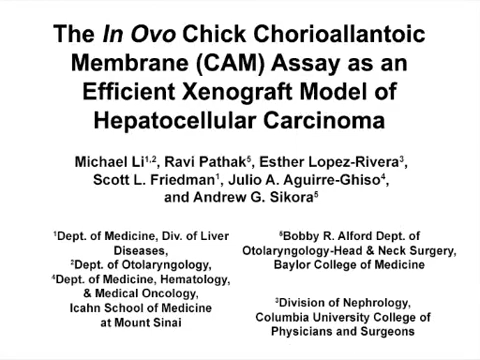 The In Ovo Chick Chorioallantoic
Membrane (CAM) Assay as an
Efficient Xenograft Model of
Hepatocellular Carcinoma
Michael Li1,2, Ravi Pathak5, Esther Lopez-Rivera3,
Scott L. Friedman1, Julio A. Aguirre-Ghiso4,
and Andrew G. Sikora5
1Dept. of Medicine, Div. of Liver
Diseases,
2Dept. of Otolaryngology,
4Dept. of Medicine, Hematology,
& Medical Oncology,
Icahn School of Medicine
at Mount Sinai
5Bobby R. Alford Dept. of
Otolaryngology-Head & Neck Surgery,
Baylor College of Medicine
3Division of Nephrology,
Columbia University College of
Physicians and Surgeons